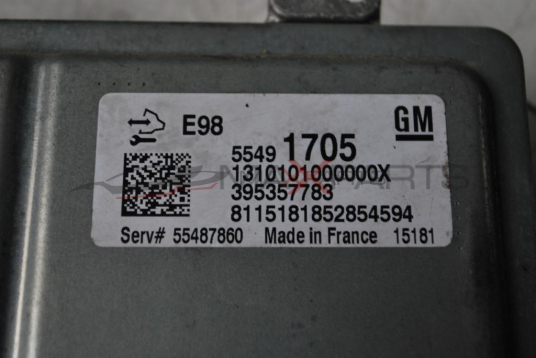 E98
GM
5549 1705
1310101000000X
395357783
8115181852854594
Serv# 55487860 Made in France 15181